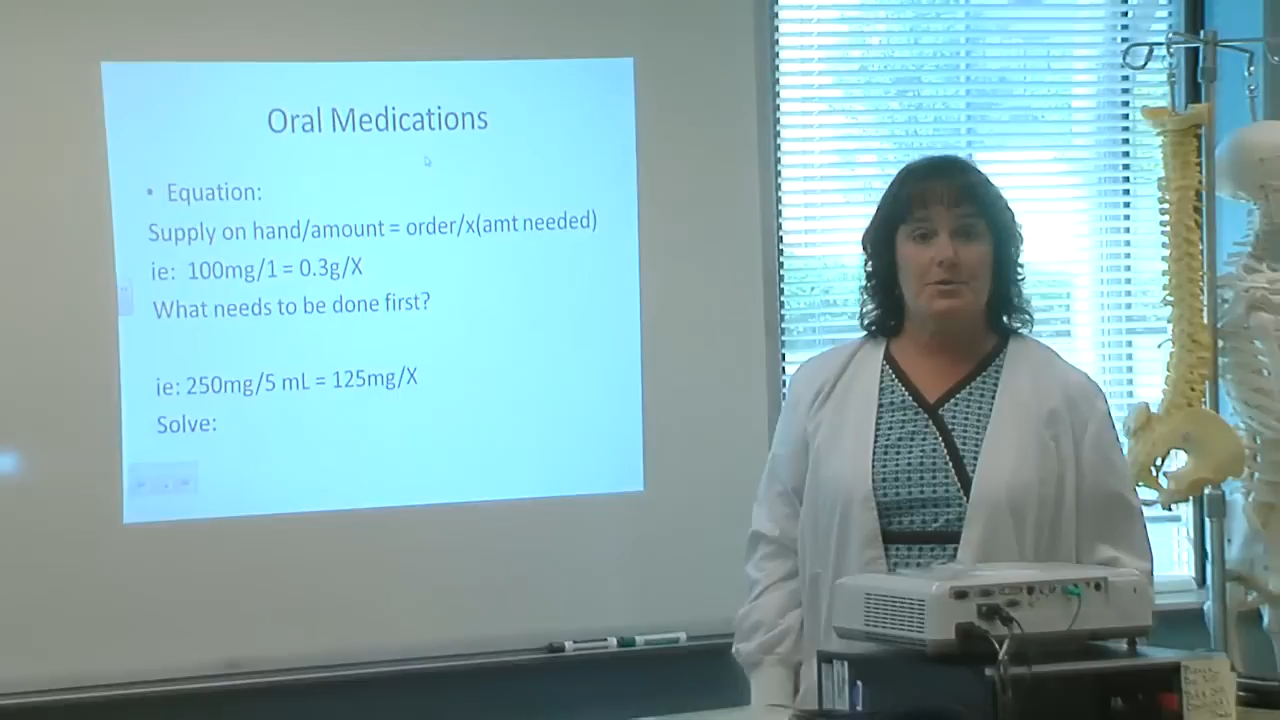 Oral Medications
• Equation:
Supply on hand/amount = order/x(amt needed)
ie: 100mg/1 = 0.3g/X
What needs to be done first?
ie: 250mg/5 mL = 125mg/X
Solve: